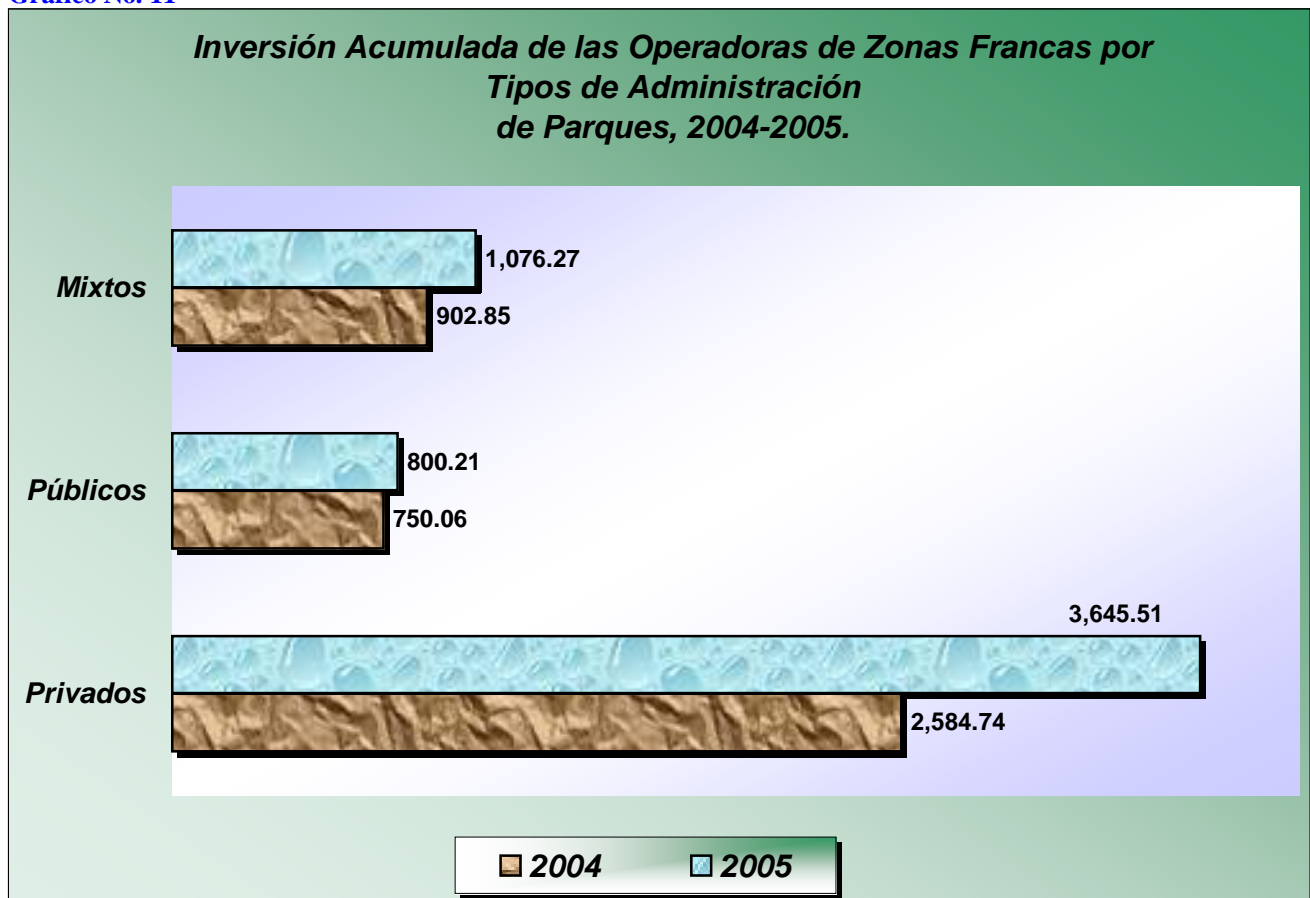 Gráfico No. 11
Inversión Acumulada de las Operadoras de Zonas Francas por
Tipos de Administración
de Parques, 2004-2005.
Mixtos
1,076.27
902.85
Públicos
800.21
750.06
Privados
3,645.51
2,584.74
2004
2005